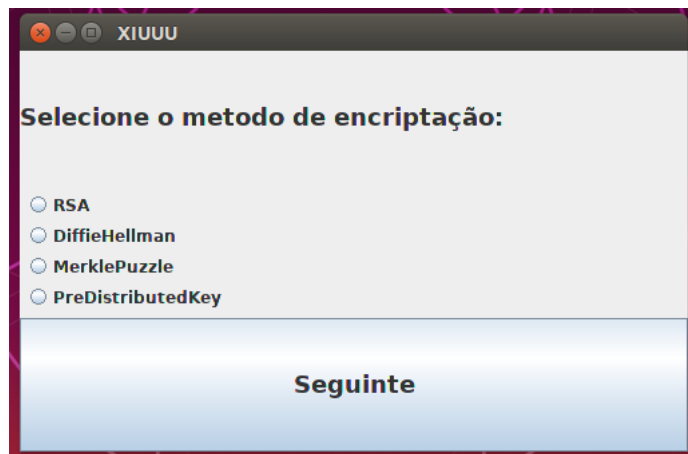 XIUUU
Selecione o metodo de encriptação:
RSA
DiffieHellman
MerklePuzzle
PreDistributedKey
Seguinte